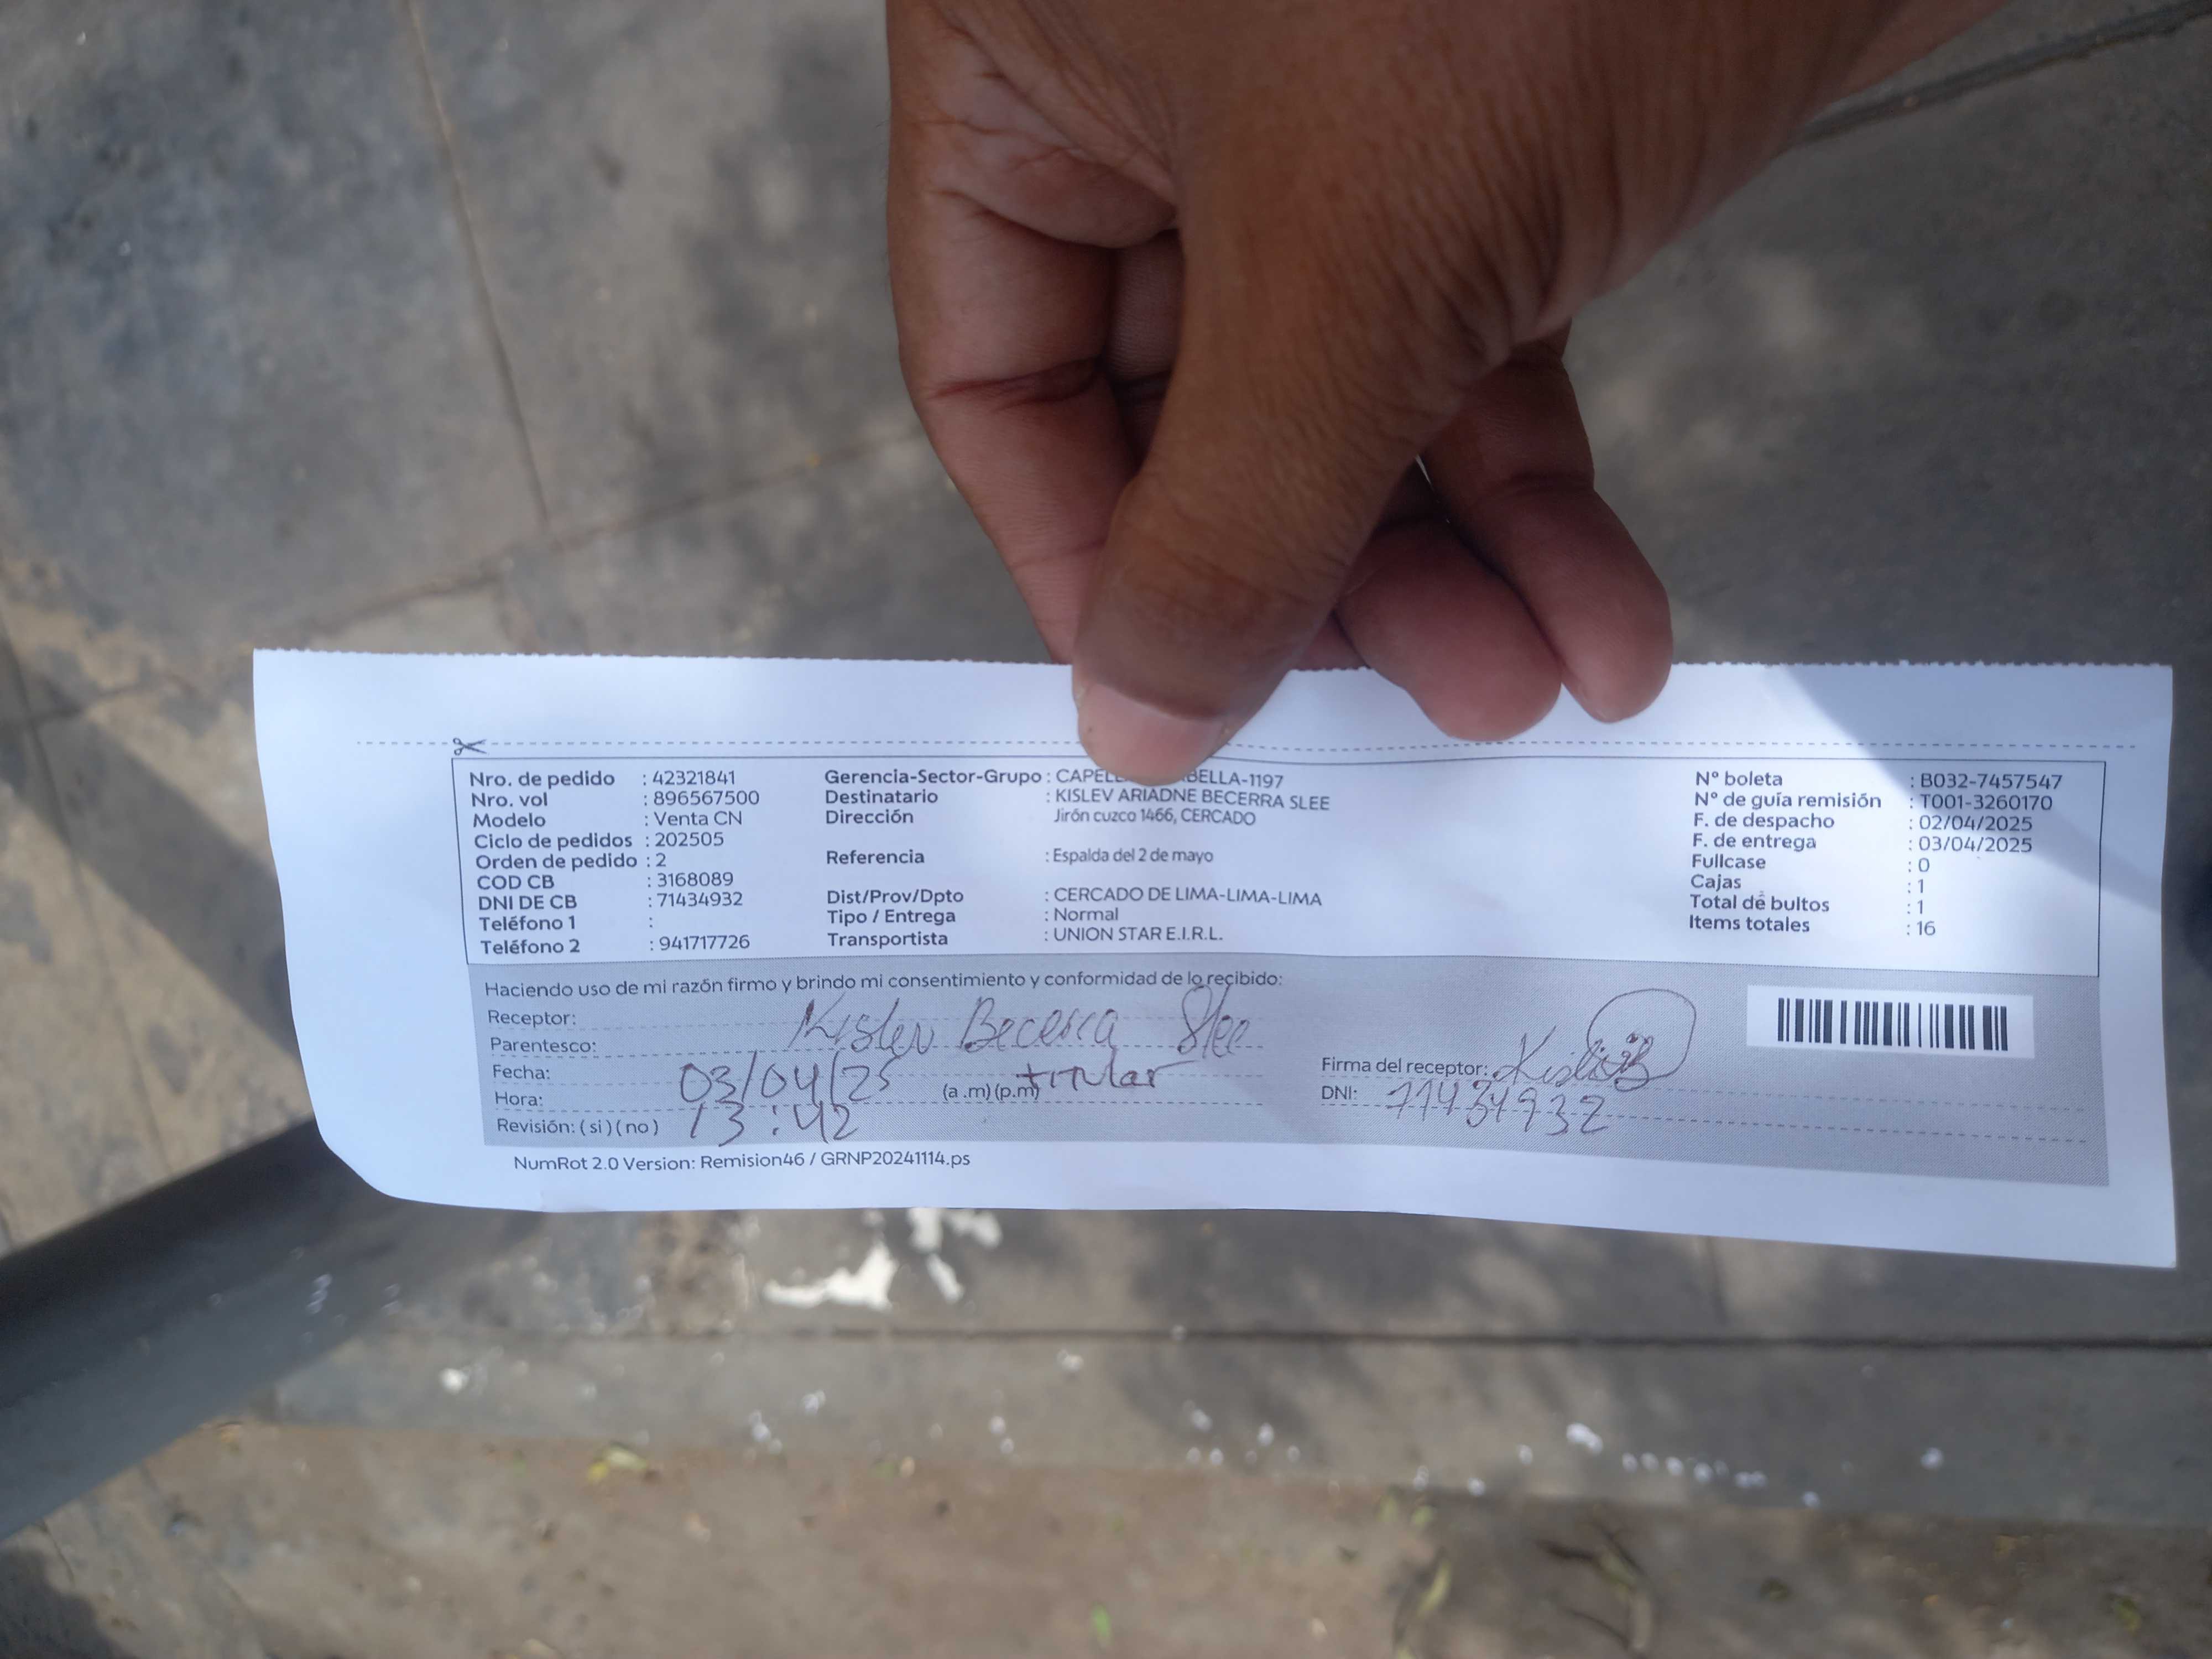 Nro. de pedido : 42321841
Nro. vol : 896567500
Modelo : Venta CN
Ciclo de pedidos : 202505
Orden de pedido : 2
COD CB : 3168089
DNI DE CB : 71434932
Teléfono 1 :
Teléfono 2 : 941717726
Gerencia-Sector-Grupo : CAPEL BELLA-1197
Destinatario : KISLEV ARIADNE BECERRA SLEE
Dirección Jirón cuzco 1466, CERCADO
Referencia : Espalda del 2 de mayo
Dist/Prov/Dpto : CERCADO DE LIMA-LIMA-LIMA
Tipo / Entrega : Normal
Transportista : UNION STAR E.I.R.L.
N° boleta : B032-7457547
N° de guía remisión : T001-3260170
F. de despacho : 02/04/2025
F. de entrega : 03/04/2025
Fullcase : 0
Cajas : 1
Total de bultos : 1
Items totales : 16
Haciendo uso de mi razón firmo y brindo mi consentimiento y conformidad de lo recibido:
Receptor: Kislev Becerra Slee
Parentesco: titular
Fecha: 03/04/25
Hora: 13:42 (a.m) (p.m)
Revisión: ( si ) ( no )
Firma del receptor:
DNI: 71434932
NumRot 2.0 Version: Remision46 / GRNP20241114.ps